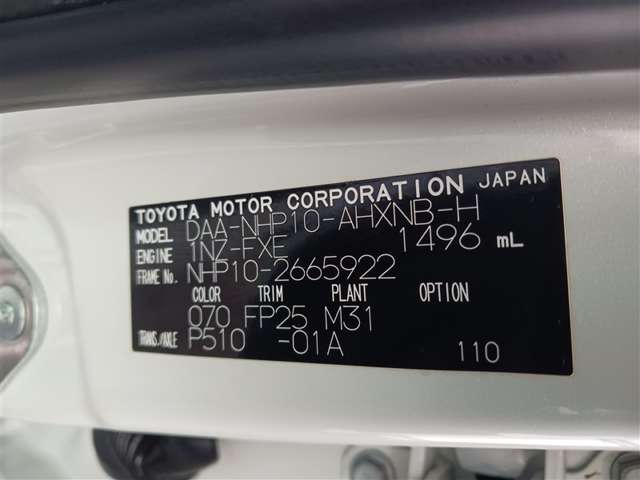 TOYOTA MOTOR CORPORATION JAPAN
MODEL DAA-NHP10-AHXNB-H
ENGINE 1NZ-FXE 1496 mL
FRAME No. NHP10-2665922
COLOR TRIM PLANT OPTION
070 FP25 M31
TRANS./AXLE P510 -01A 110